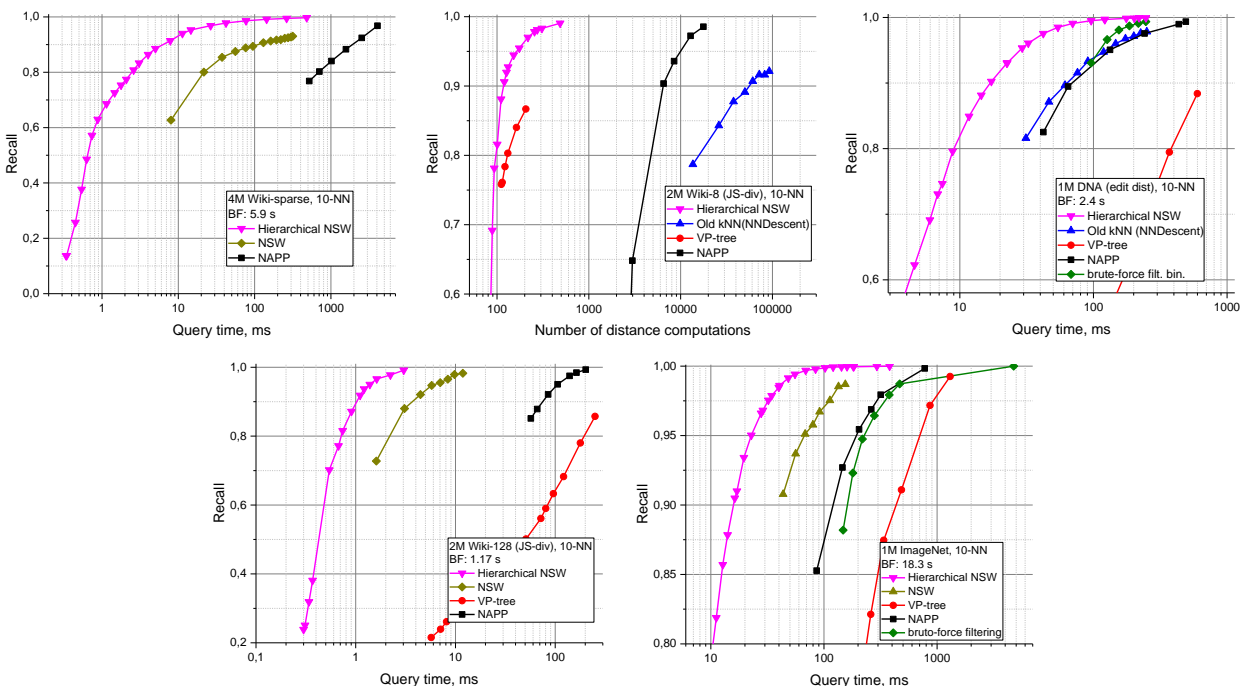 1,0
0,8
0,6
0,4
0,2
0,0
Recall
1
10
100
1000
Query time, ms
4M Wiki-sparse, 10-NN
BF: 5.9 s
Hierarchical NSW
NSW
NAPP
1,0
0,9
0,8
0,7
0,6
Recall
100
1000
10000
100000
Number of distance computations
2M Wiki-8 (JS-div), 10-NN
Hierarchical NSW
Old kNN(NNDescent)
VP-tree
NAPP
1,0
0,8
0,6
Recall
10
100
1000
Query time, ms
1M DNA (edit dist), 10-NN
BF: 2.4 s
Hierarchical NSW
Old kNN (NNDescent)
VP-tree
NAPP
brute-force filt. bin.
1,0
0,8
0,6
0,4
0,2
Recall
0,1
1
10
100
Query time, ms
2M Wiki-128 (JS-div), 10-NN
BF: 1.17 s
Hierarchical NSW
NSW
VP-tree
NAPP
1,00
0,95
0,90
0,85
0,80
Recall
10
100
1000
Query time, ms
1M ImageNet, 10-NN
BF: 18.3 s
Hierarchical NSW
NSW
VP-tree
NAPP
bruto-force filtering